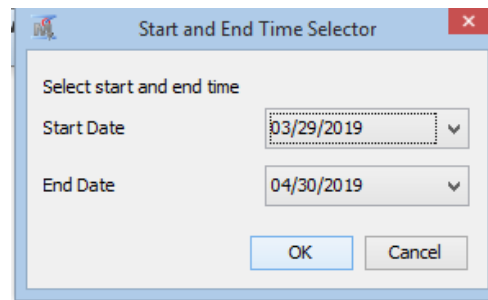 Start and End Time Selector
Select start and end time
Start Date 03/29/2019
End Date 04/30/2019
OK Cancel